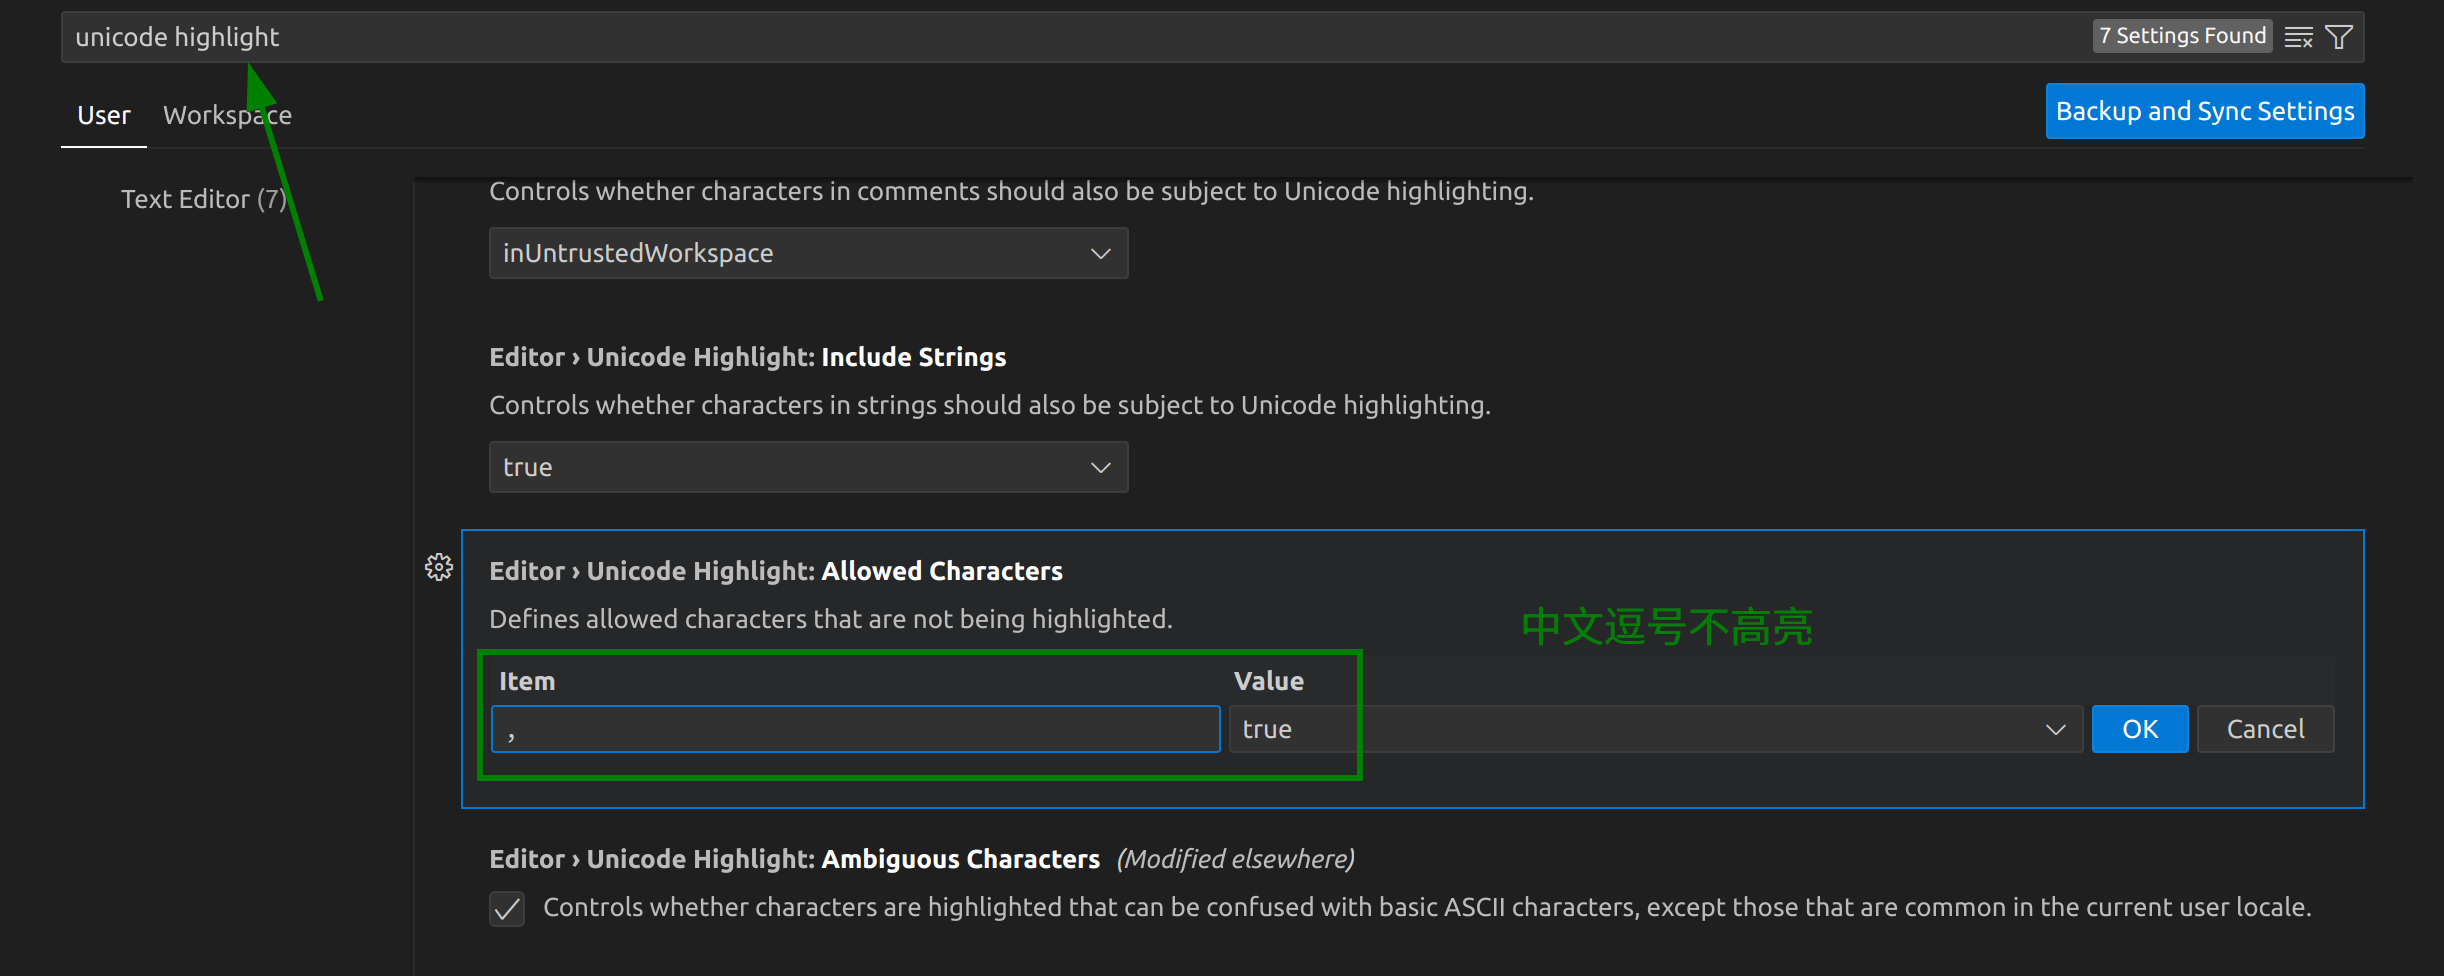 unicode highlight
7 Settings Found
User Workspace
Backup and Sync Settings
Text Editor (7)
Controls whether characters in comments should also be subject to Unicode highlighting.
inUntrustedWorkspace
Editor › Unicode Highlight: Include Strings
Controls whether characters in strings should also be subject to Unicode highlighting.
true
Editor › Unicode Highlight: Allowed Characters
Defines allowed characters that are not being highlighted.
中文逗号不高亮
Item Value
， true OK Cancel
Editor › Unicode Highlight: Ambiguous Characters (Modified elsewhere)
Controls whether characters are highlighted that can be confused with basic ASCII characters, except those that are common in the current user locale.